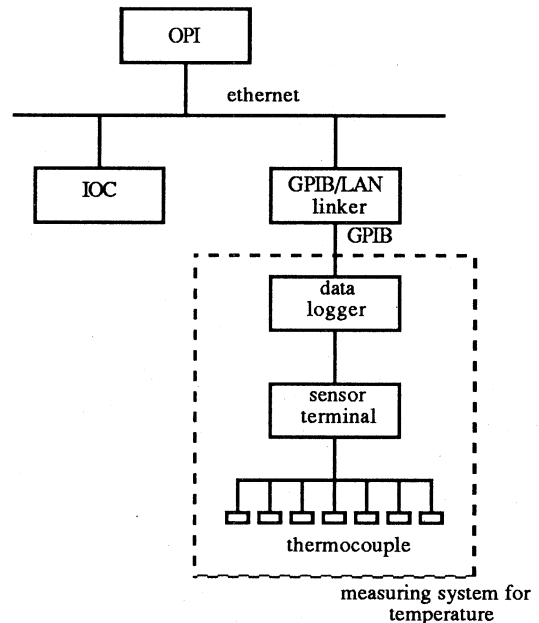 OPI
ethernet
IOC
GPIB/LAN
linker
GPIB
data
logger
sensor
terminal
thermocouple
measuring system for
temperature